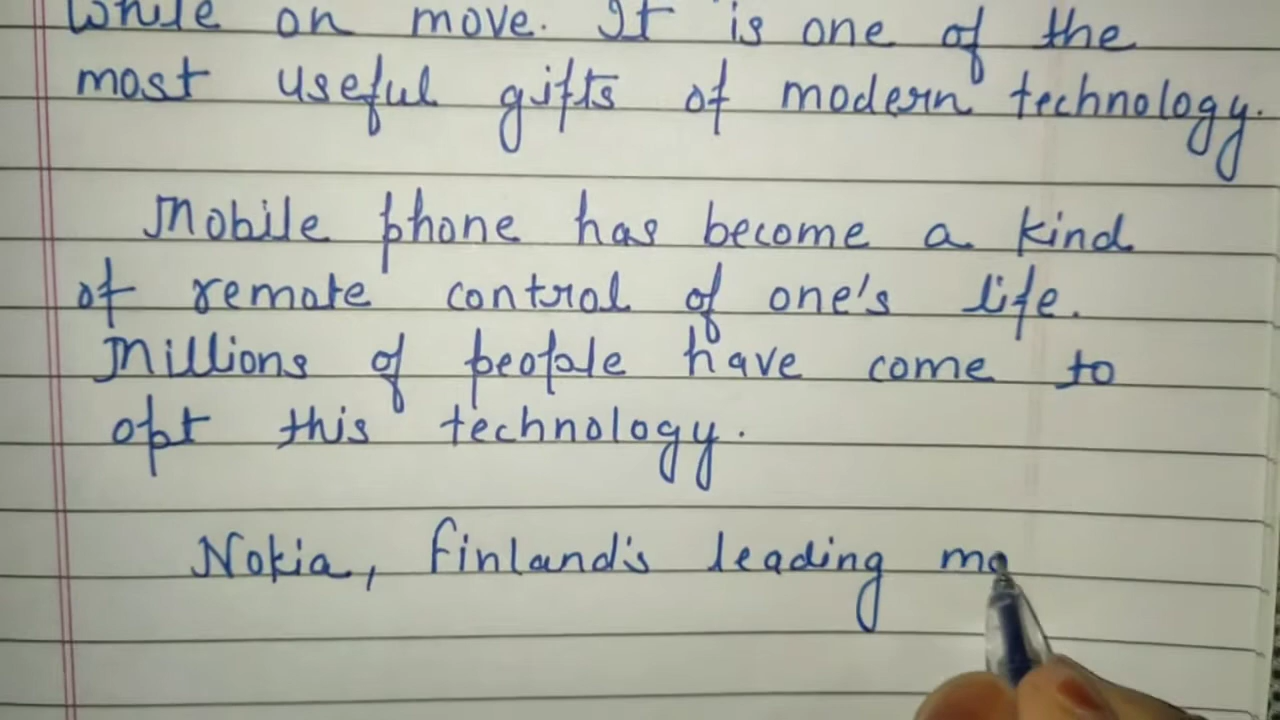 while on move. It is one of the
most useful gifts of modern technology.
Mobile phone has become a kind
of remote control of one's life.
Millions of people have come to
opt this technology.
Nokia, Finland's leading mo